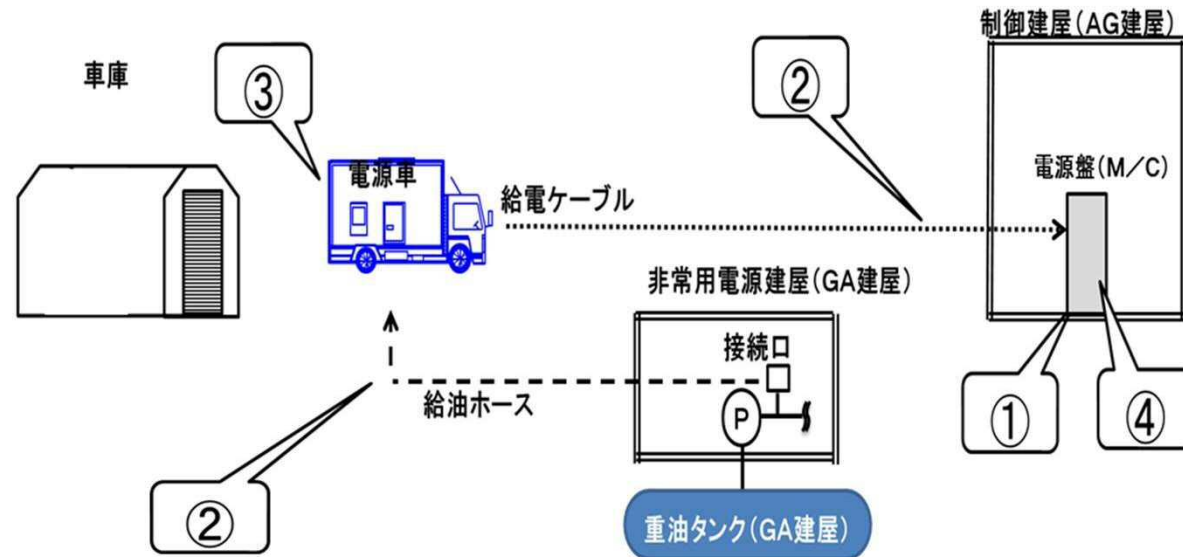 制御建屋(AG建屋)
車庫
③
②
電源車
電源盤(M/C)
給電ケーブル
非常用電源建屋(GA建屋)
接続口
給油ホース
P
①
④
②
重油タンク(GA建屋)